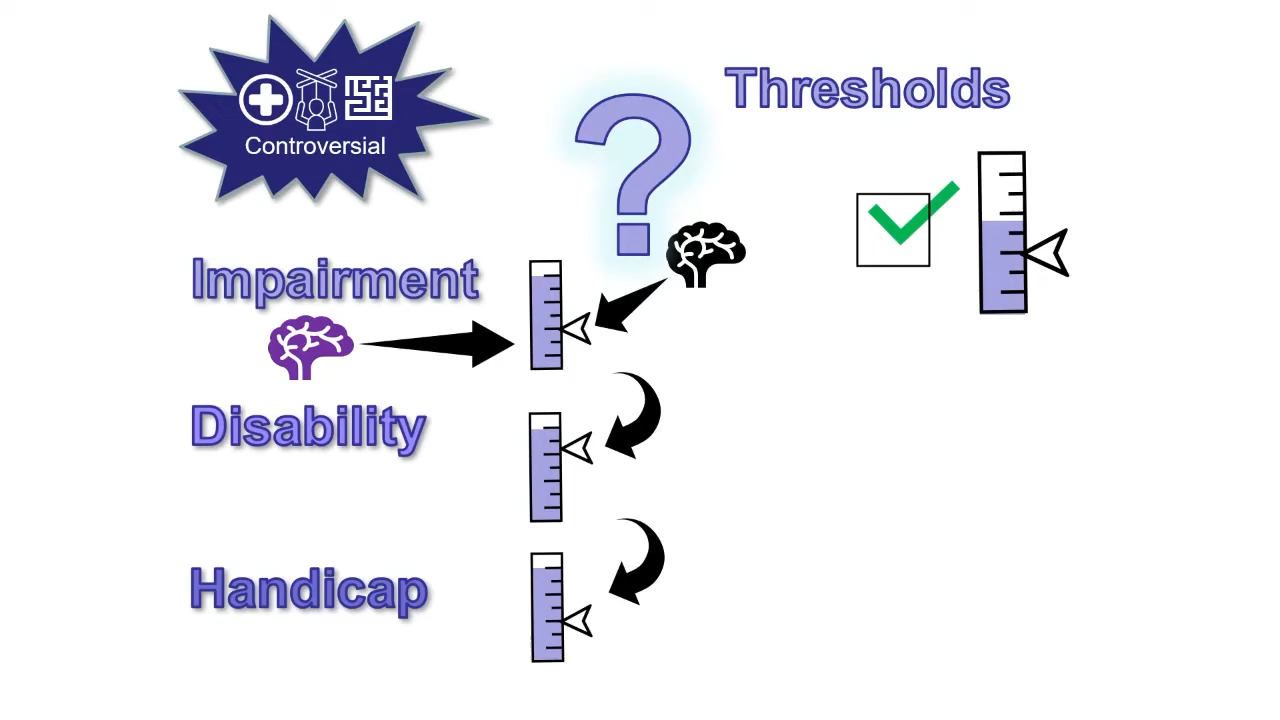 Controversial
Thresholds
?
Impairment
Disability
Handicap